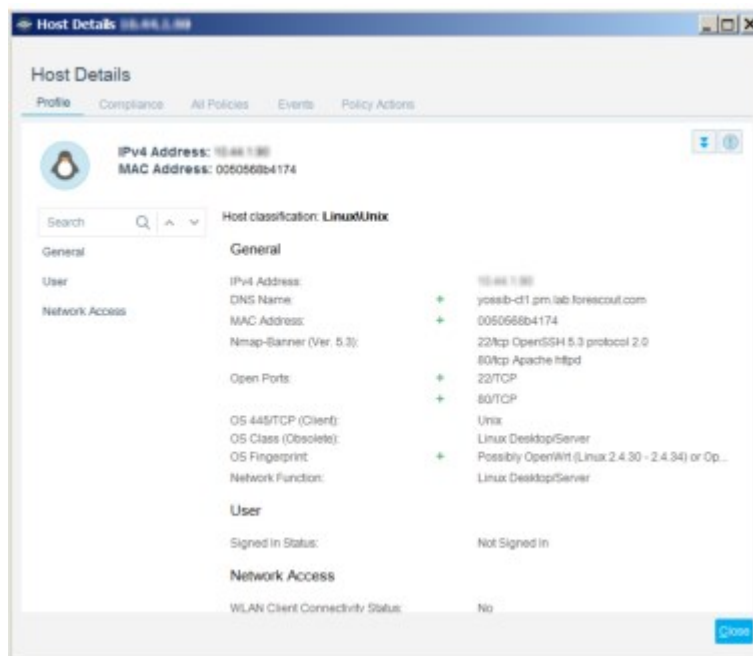 Host Details
Host Details
Profile Compliance All Policies Events Policy Actions
IPv4 Address:
MAC Address: 0050568b4174
Search
General
User
Network Access
Host classification: Linux\Unix
General
IPv4 Address:
DNS Name: yossib-ct1.pm.lab.forescout.com
MAC Address: 0050568b4174
Nmap-Banner (Ver. 5.3): 22/tcp OpenSSH 5.3 protocol 2.0
80/tcp Apache httpd
Open Ports: 22/TCP
80/TCP
OS 445/TCP (Client): Unix
OS Class (Obsolete): Linux Desktop/Server
OS Fingerprint: Possibly OpenWrt (Linux 2.4.30 - 2.4.34) or Op...
Network Function: Linux Desktop/Server
User
Signed In Status: Not Signed In
Network Access
WLAN Client Connectivity Status: No
Close